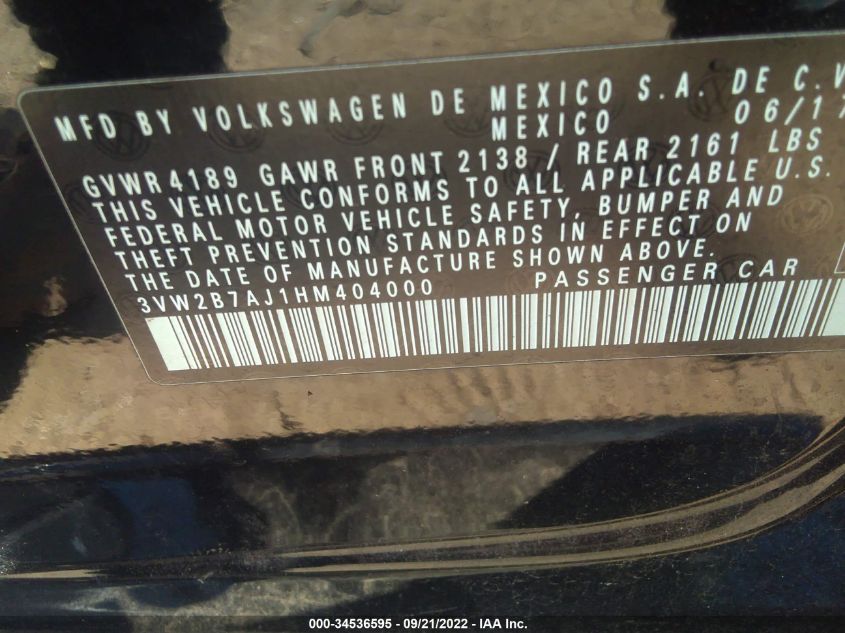 MFD BY VOLKSWAGEN DE MEXICO S.A. DE C.V
MEXICO 06/17
GVWR 4189 GAWR FRONT 2138 / REAR 2161 LBS
THIS VEHICLE CONFORMS TO ALL APPLICABLE U.S.
FEDERAL MOTOR VEHICLE SAFETY, BUMPER AND
THEFT PREVENTION STANDARDS IN EFFECT ON
THE DATE OF MANUFACTURE SHOWN ABOVE.
3VW2B7AJ1HM404000 PASSENGER CAR
000-34536595 - 09/21/2022 - IAA Inc.